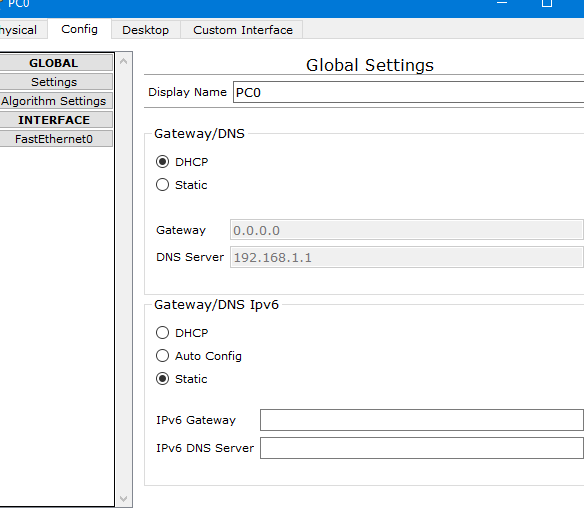 PC0
hysical Config Desktop Custom Interface
GLOBAL
Settings
Algorithm Settings
INTERFACE
FastEthernet0
Global Settings
Display Name PC0
Gateway/DNS
DHCP
Static
Gateway 0.0.0.0
DNS Server 192.168.1.1
Gateway/DNS Ipv6
DHCP
Auto Config
Static
IPv6 Gateway
IPv6 DNS Server